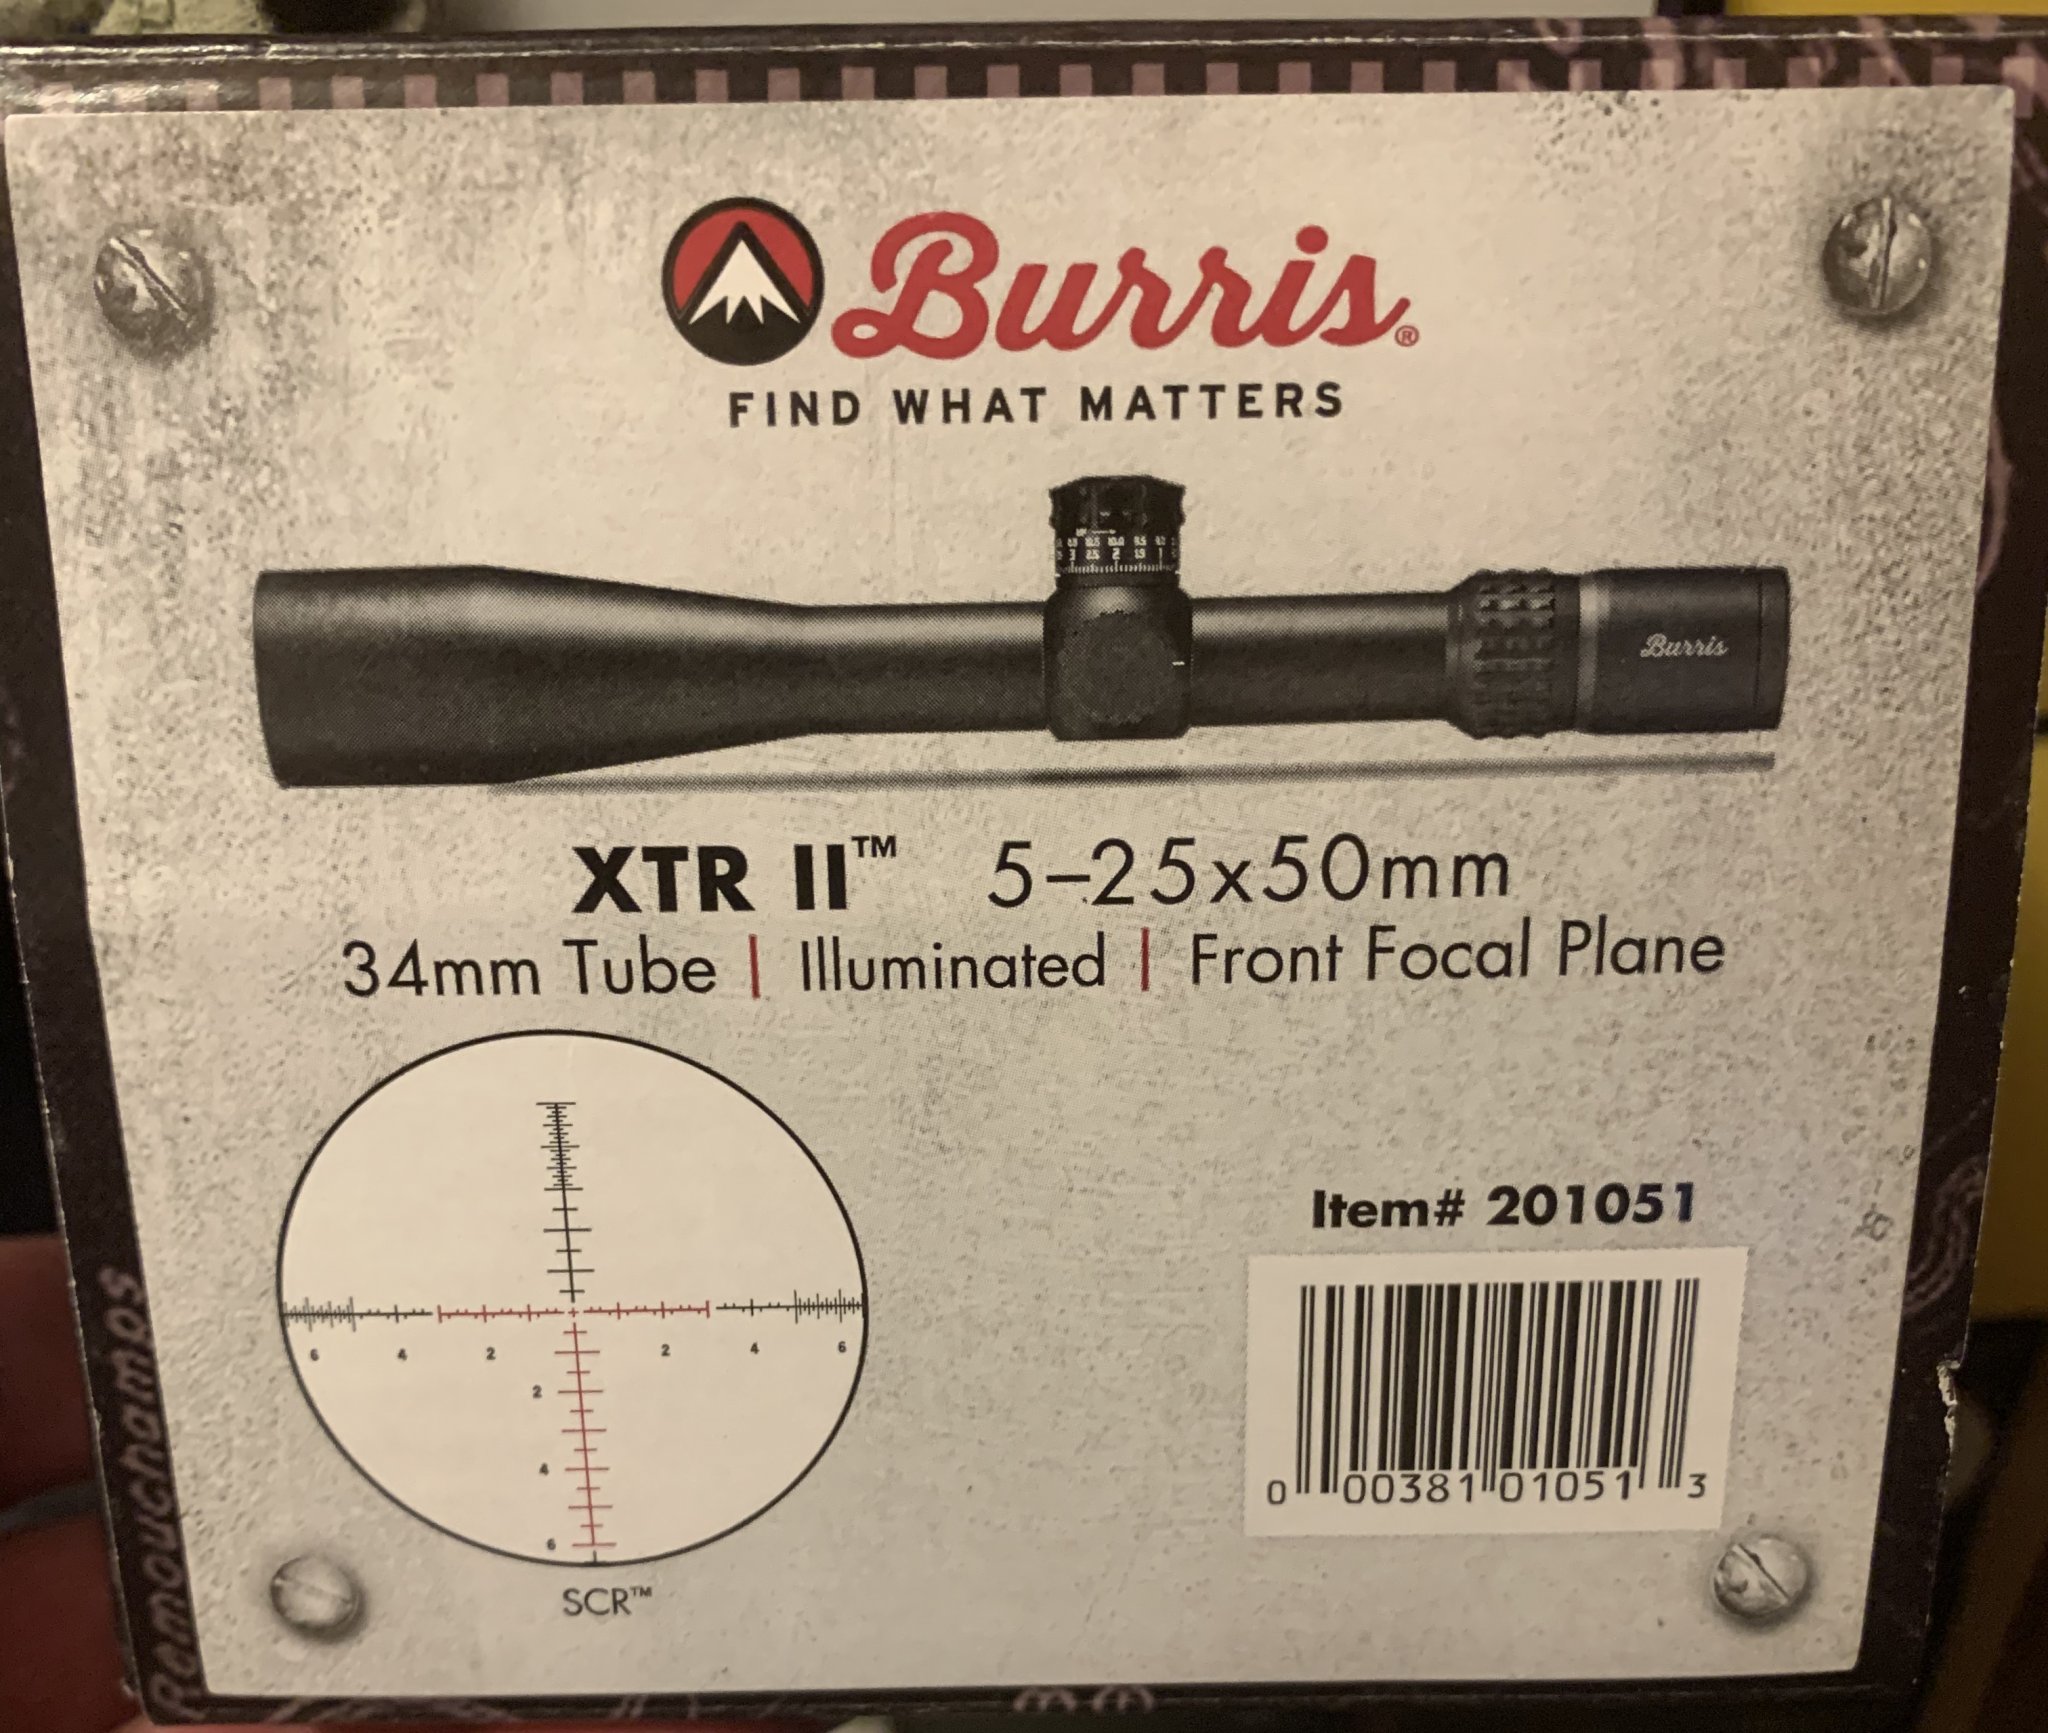 Burris®
FIND WHAT MATTERS
Burris
XTR II™ 5-25x50mm
34mm Tube | Illuminated | Front Focal Plane
6 4 2 2 4 6
2
4
6
SCR™
Item# 201051
0 00381 01051 3
Romouchamps